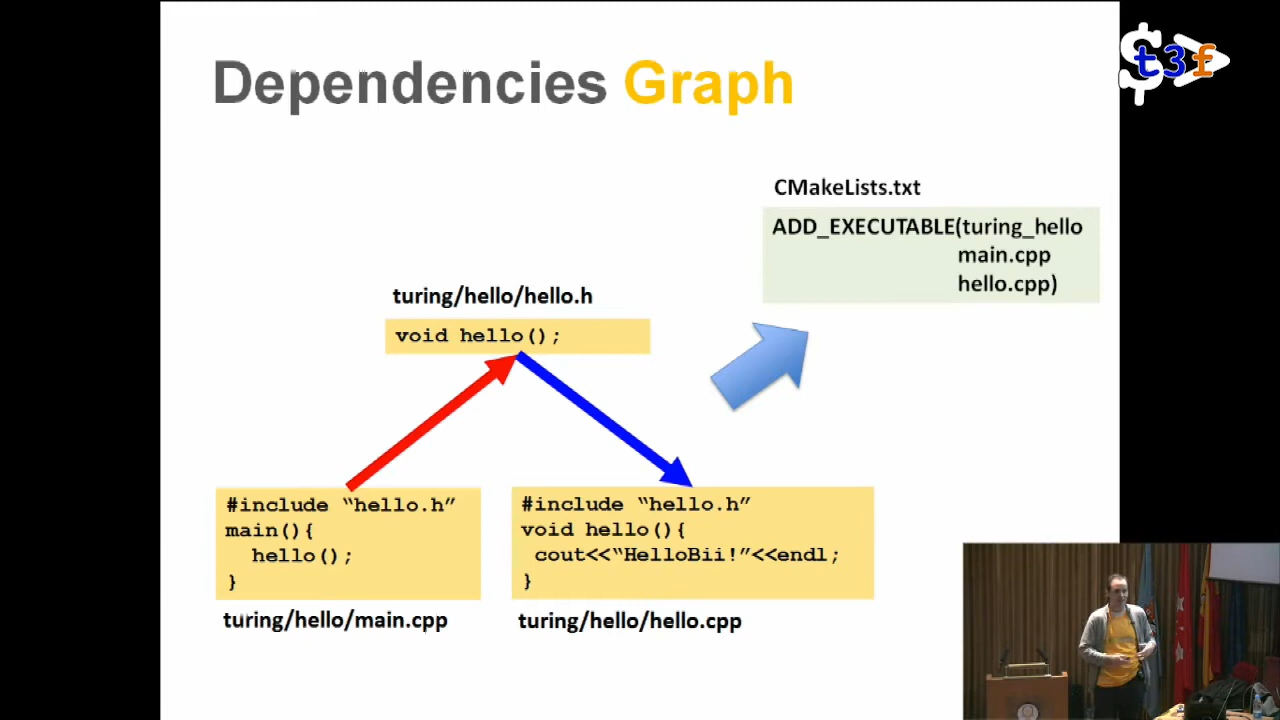 Dependencies Graph
$t3f
CMakeLists.txt
ADD_EXECUTABLE(turing_hello
main.cpp
hello.cpp)
turing/hello/hello.h
void hello();
#include “hello.h”
main(){
hello();
}
turing/hello/main.cpp
#include “hello.h”
void hello(){
cout<<“HelloBii!”<<endl;
}
turing/hello/hello.cpp